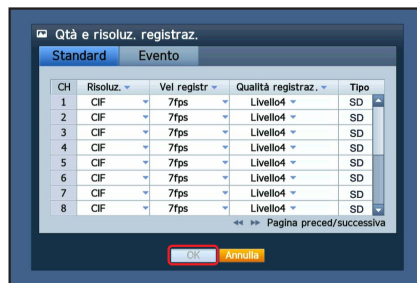 Qtà e risoluz. registraz.
Standard Evento
CH Risoluz. Vel registr Qualità registraz. Tipo
1 CIF 7fps Livello4 SD
2 CIF 7fps Livello4 SD
3 CIF 7fps Livello4 SD
4 CIF 7fps Livello4 SD
5 CIF 7fps Livello4 SD
6 CIF 7fps Livello4 SD
7 CIF 7fps Livello4 SD
8 CIF 7fps Livello4 SD
Pagina preced/successiva
OK Annulla